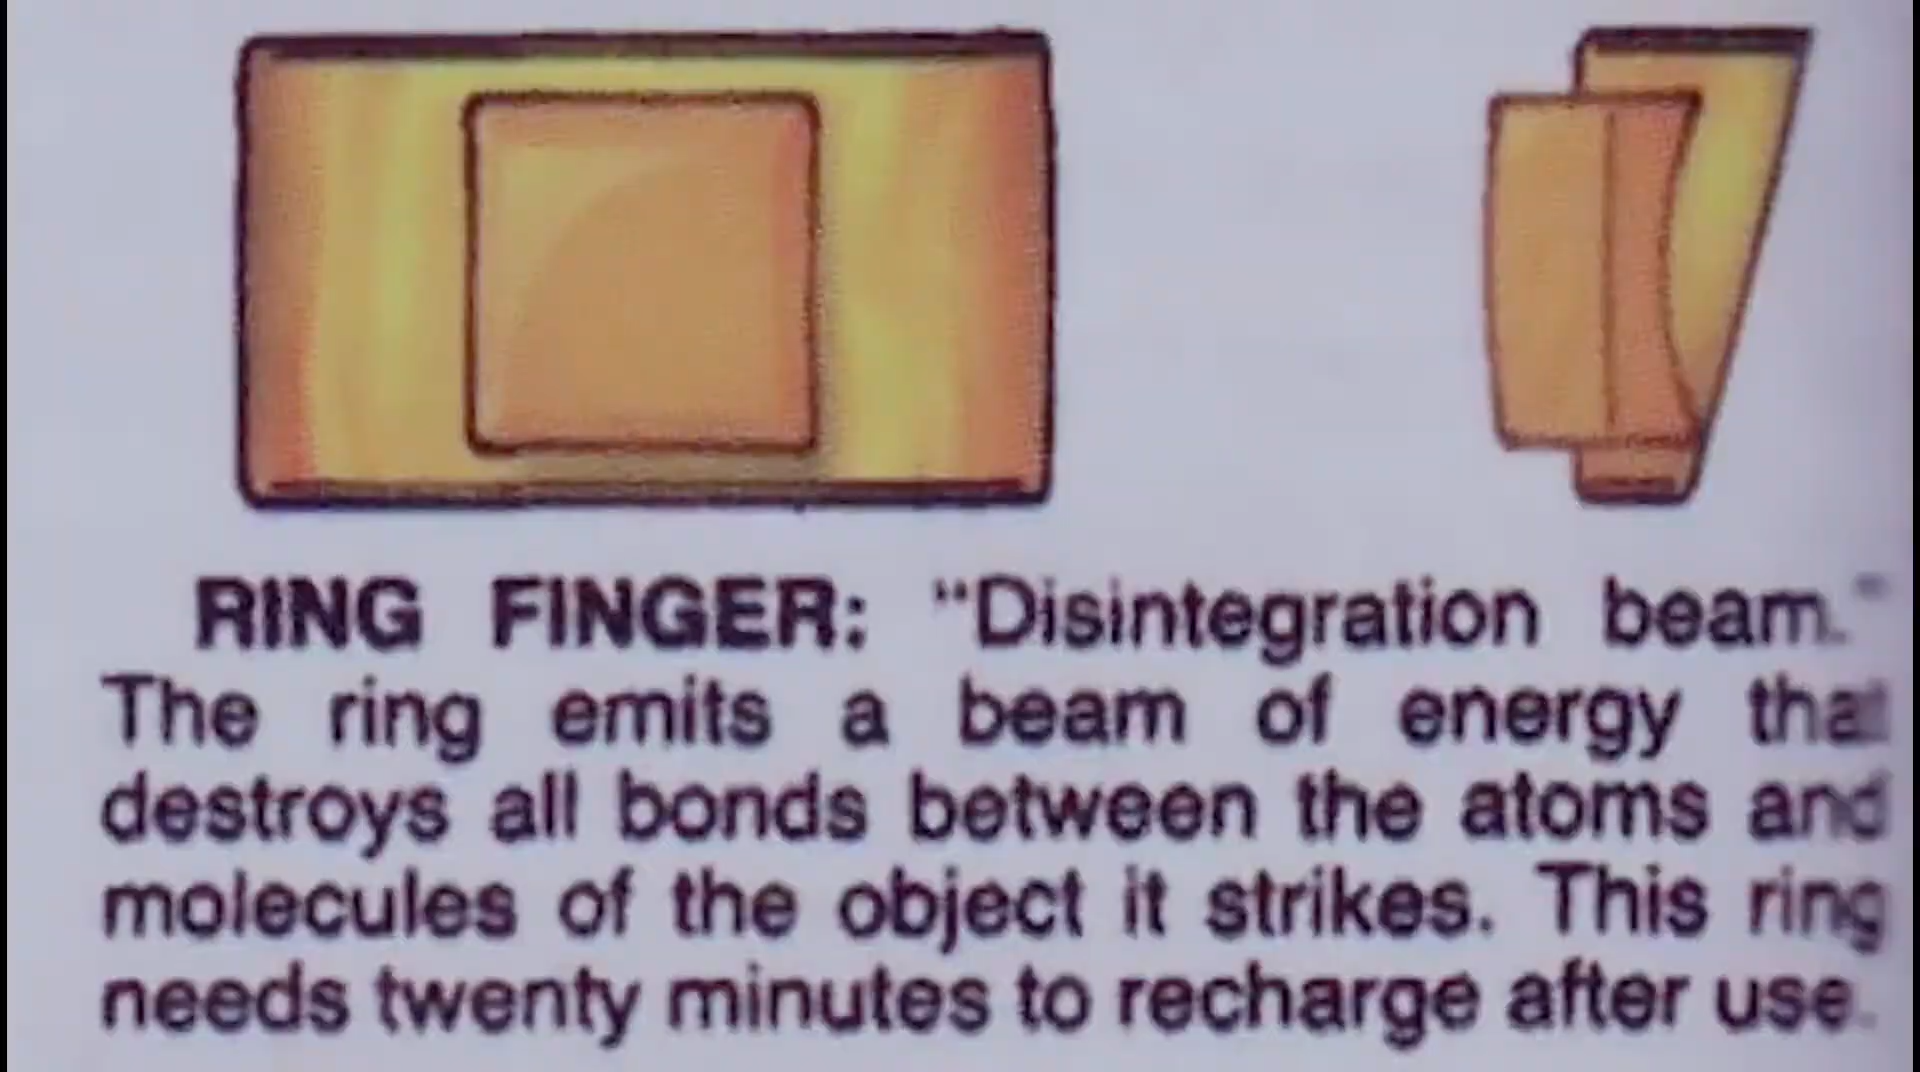 RING FINGER: “Disintegration beam.”
The ring emits a beam of energy that
destroys all bonds between the atoms and
molecules of the object it strikes. This ring
needs twenty minutes to recharge after use.